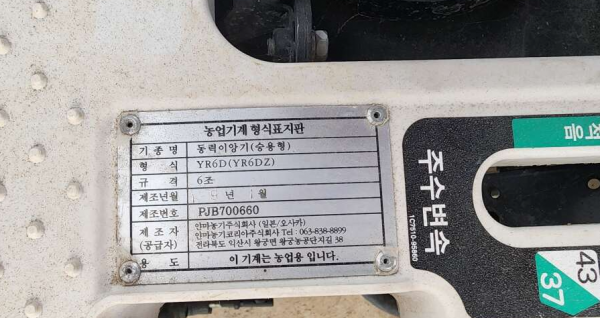 농업기계 형식표지판
기 종 명 동력이앙기(승용형)
형 식 YR6D(YR6DZ)
규 격 6조
제조년월 년 월
제조번호 PJB700660
제 조 자 얀마농기주식회사 (일본/오사카)
(공급자) 얀마농기코리아주식회사 Tel : 063-838-8899
전라북도 익산시 왕궁면 왕궁농공단지길 38
용 도 이 기계는 농업용 입니다.
주수변속
1C7510-95860
적음
43
37